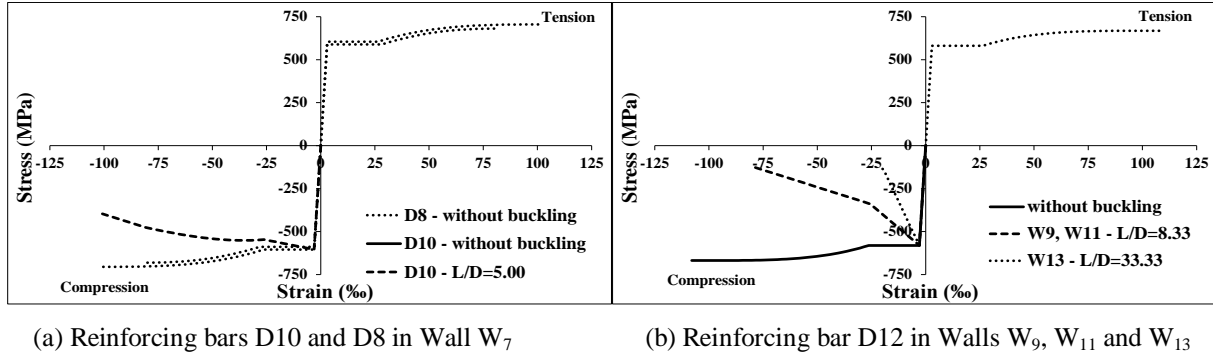 750
Tension
500
250
0
-125 -100 -75 -50 -25 0 25 50 75 100 125
-250
-500
-750
Stress (MPa)
Strain (‰)
D8 - without buckling
D10 - without buckling
D10 - L/D=5.00
Compression
750
Tension
500
250
0
-125 -100 -75 -50 -25 0 25 50 75 100 125
-250
-500
-750
Stress (MPa)
Strain (‰)
without buckling
W9, W11 - L/D=8.33
W13 - L/D=33.33
Compression
(a) Reinforcing bars D10 and D8 in Wall W₇
(b) Reinforcing bar D12 in Walls W₉, W₁₁ and W₁₃